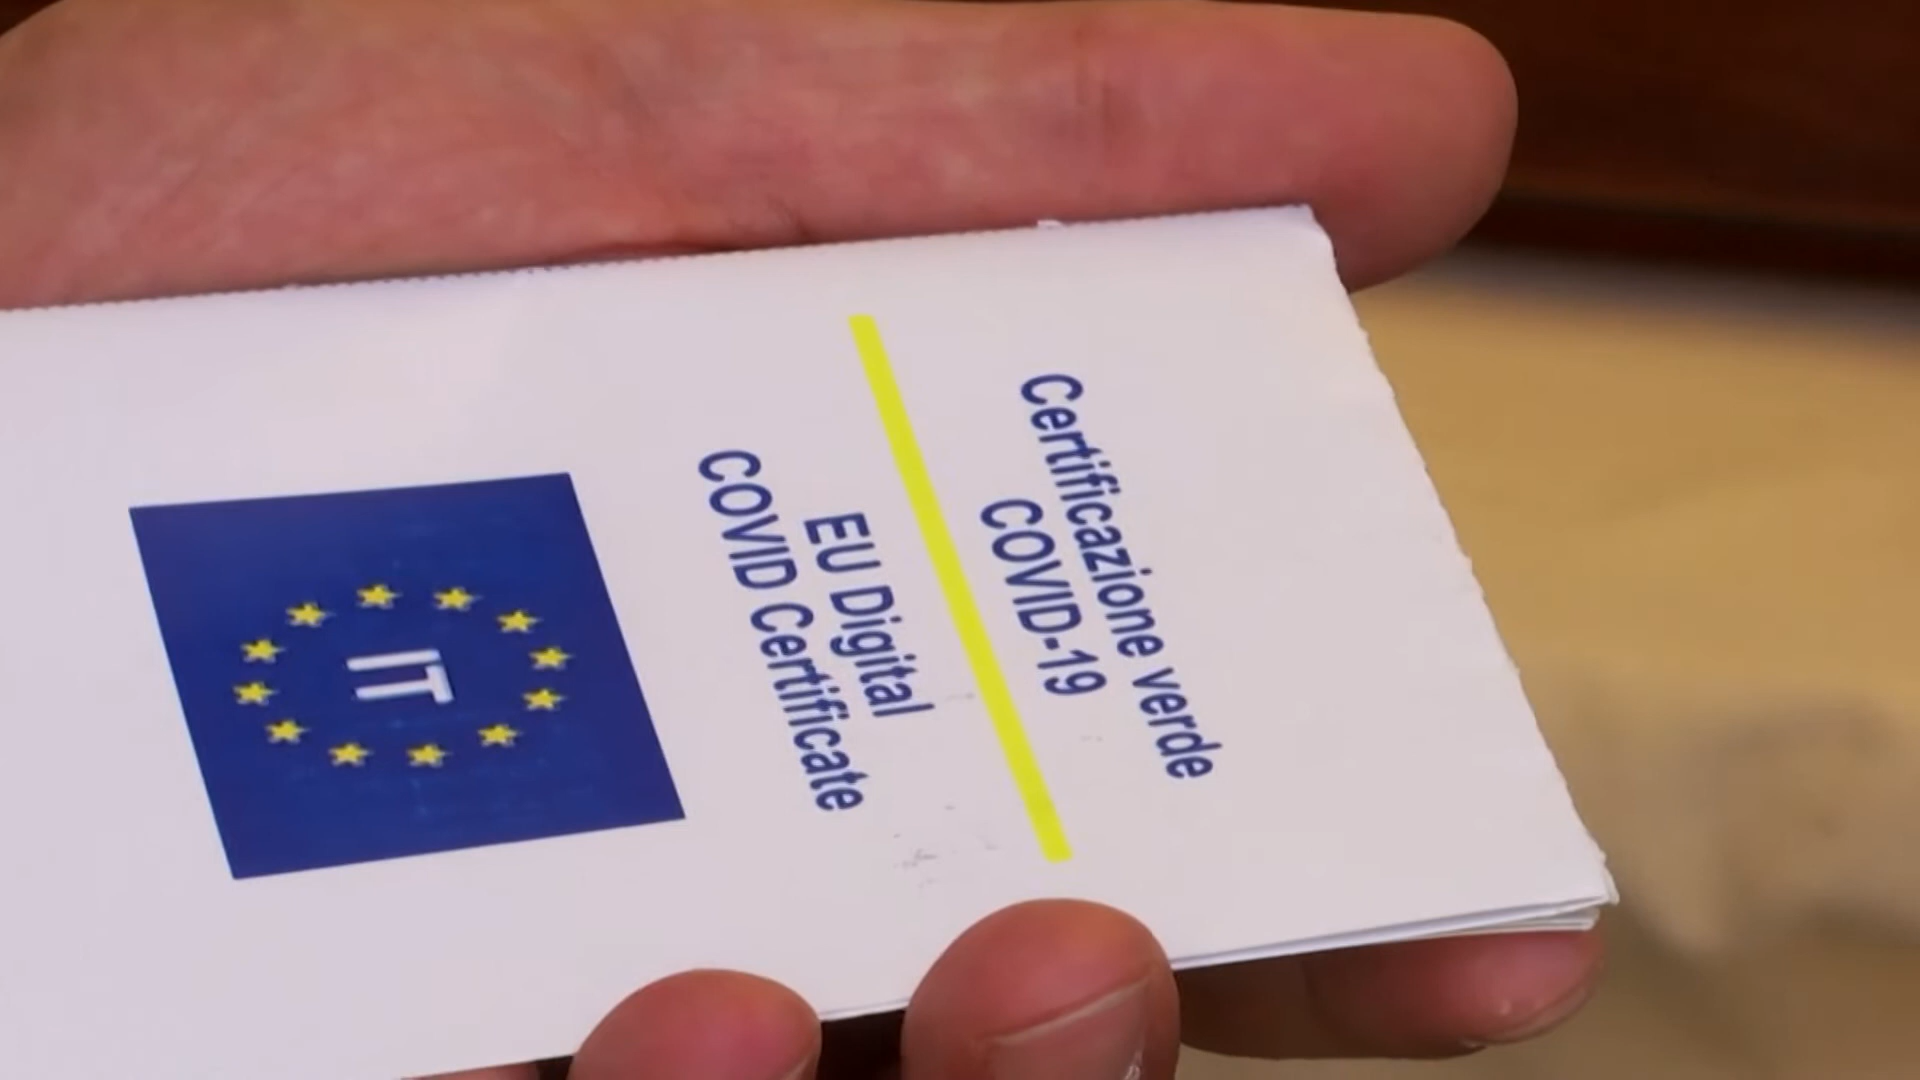 Certificazione verde
COVID-19
EU Digital
COVID Certificate
IT